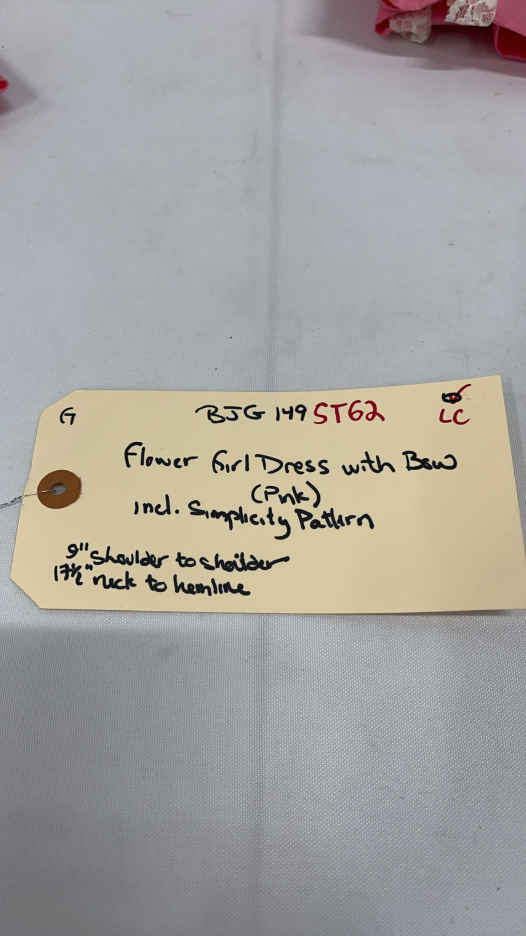 G BJG 149 ST62 LC
Flower Girl Dress with Bow
(Pink)
incl. Simplicity Pattern
9" shoulder to shoulder
17½" neck to hemline